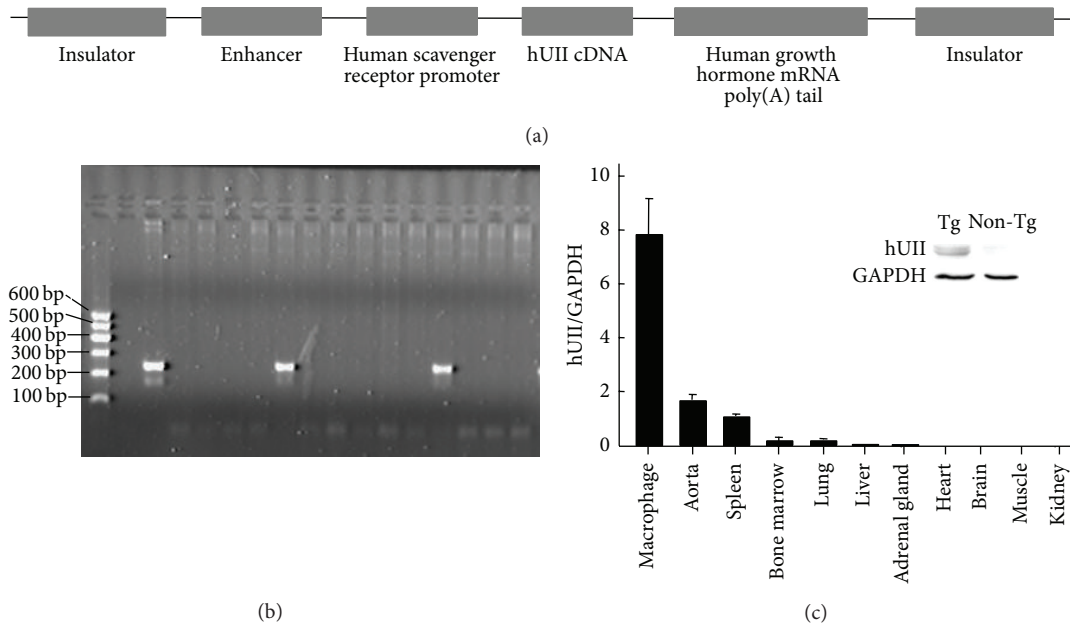 Insulator
Enhancer
Human scavenger
receptor promoter
hUII cDNA
Human growth
hormone mRNA
poly(A) tail
Insulator
(a)
600 bp
500 bp
400 bp
300 bp
200 bp
100 bp
(b)
hUII/GAPDH
10
8
6
4
2
0
Tg Non-Tg
hUII
GAPDH
Macrophage
Aorta
Spleen
Bone marrow
Lung
Liver
Adrenal gland
Heart
Brain
Muscle
Kidney
(c)